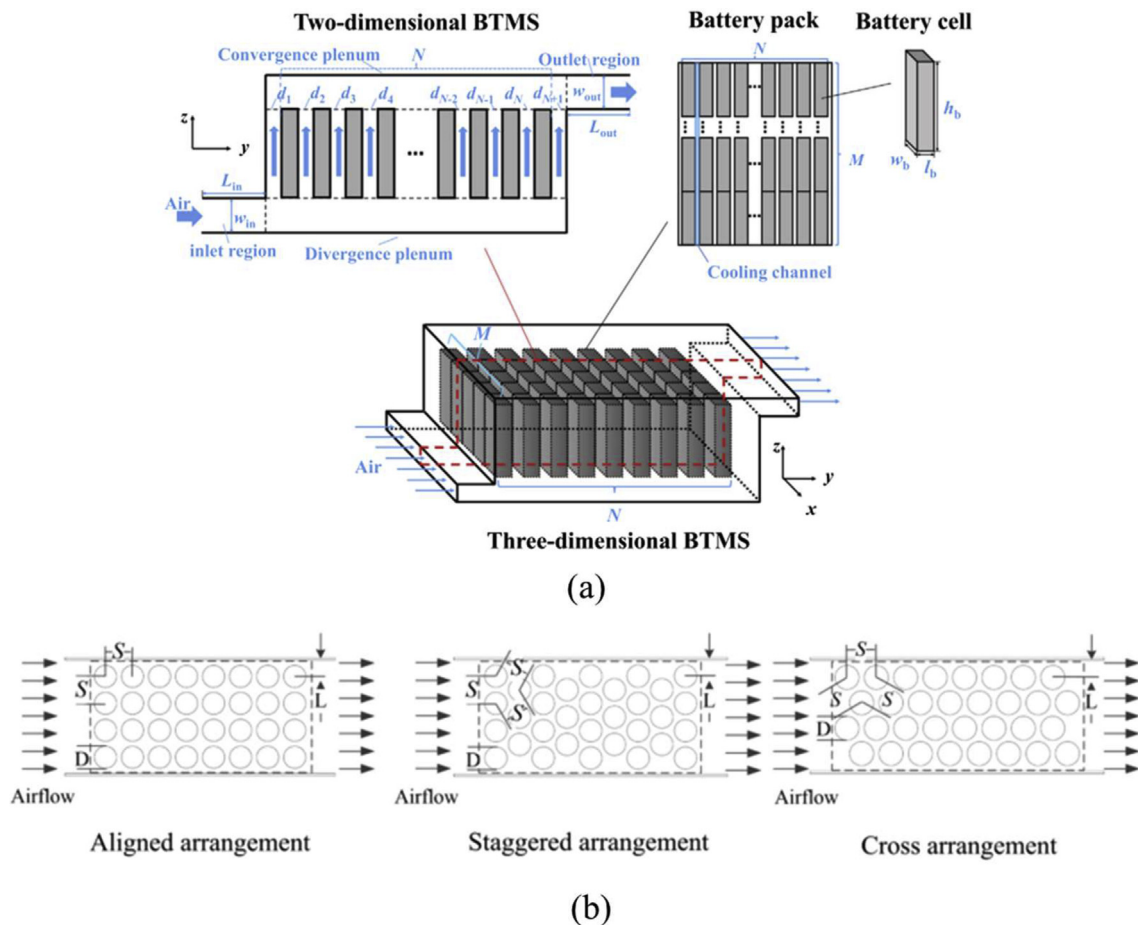 Two-dimensional BTMS
Battery pack
Battery cell
Convergence plenum
N
Outlet region
N
d1 d2 d3 d4 dN-2 dN-1 dN dN+1
wout
Lout
z
y
hb
M
Lin
wb
lb
Air
win
inlet region
Divergence plenum
Cooling channel
M
Air
z
y
x
N
Three-dimensional BTMS
(a)
S
S
L
D
Airflow
Aligned arrangement
S
S
S
L
D
Airflow
Staggered arrangement
S
S
S
L
D
Airflow
Cross arrangement
(b)